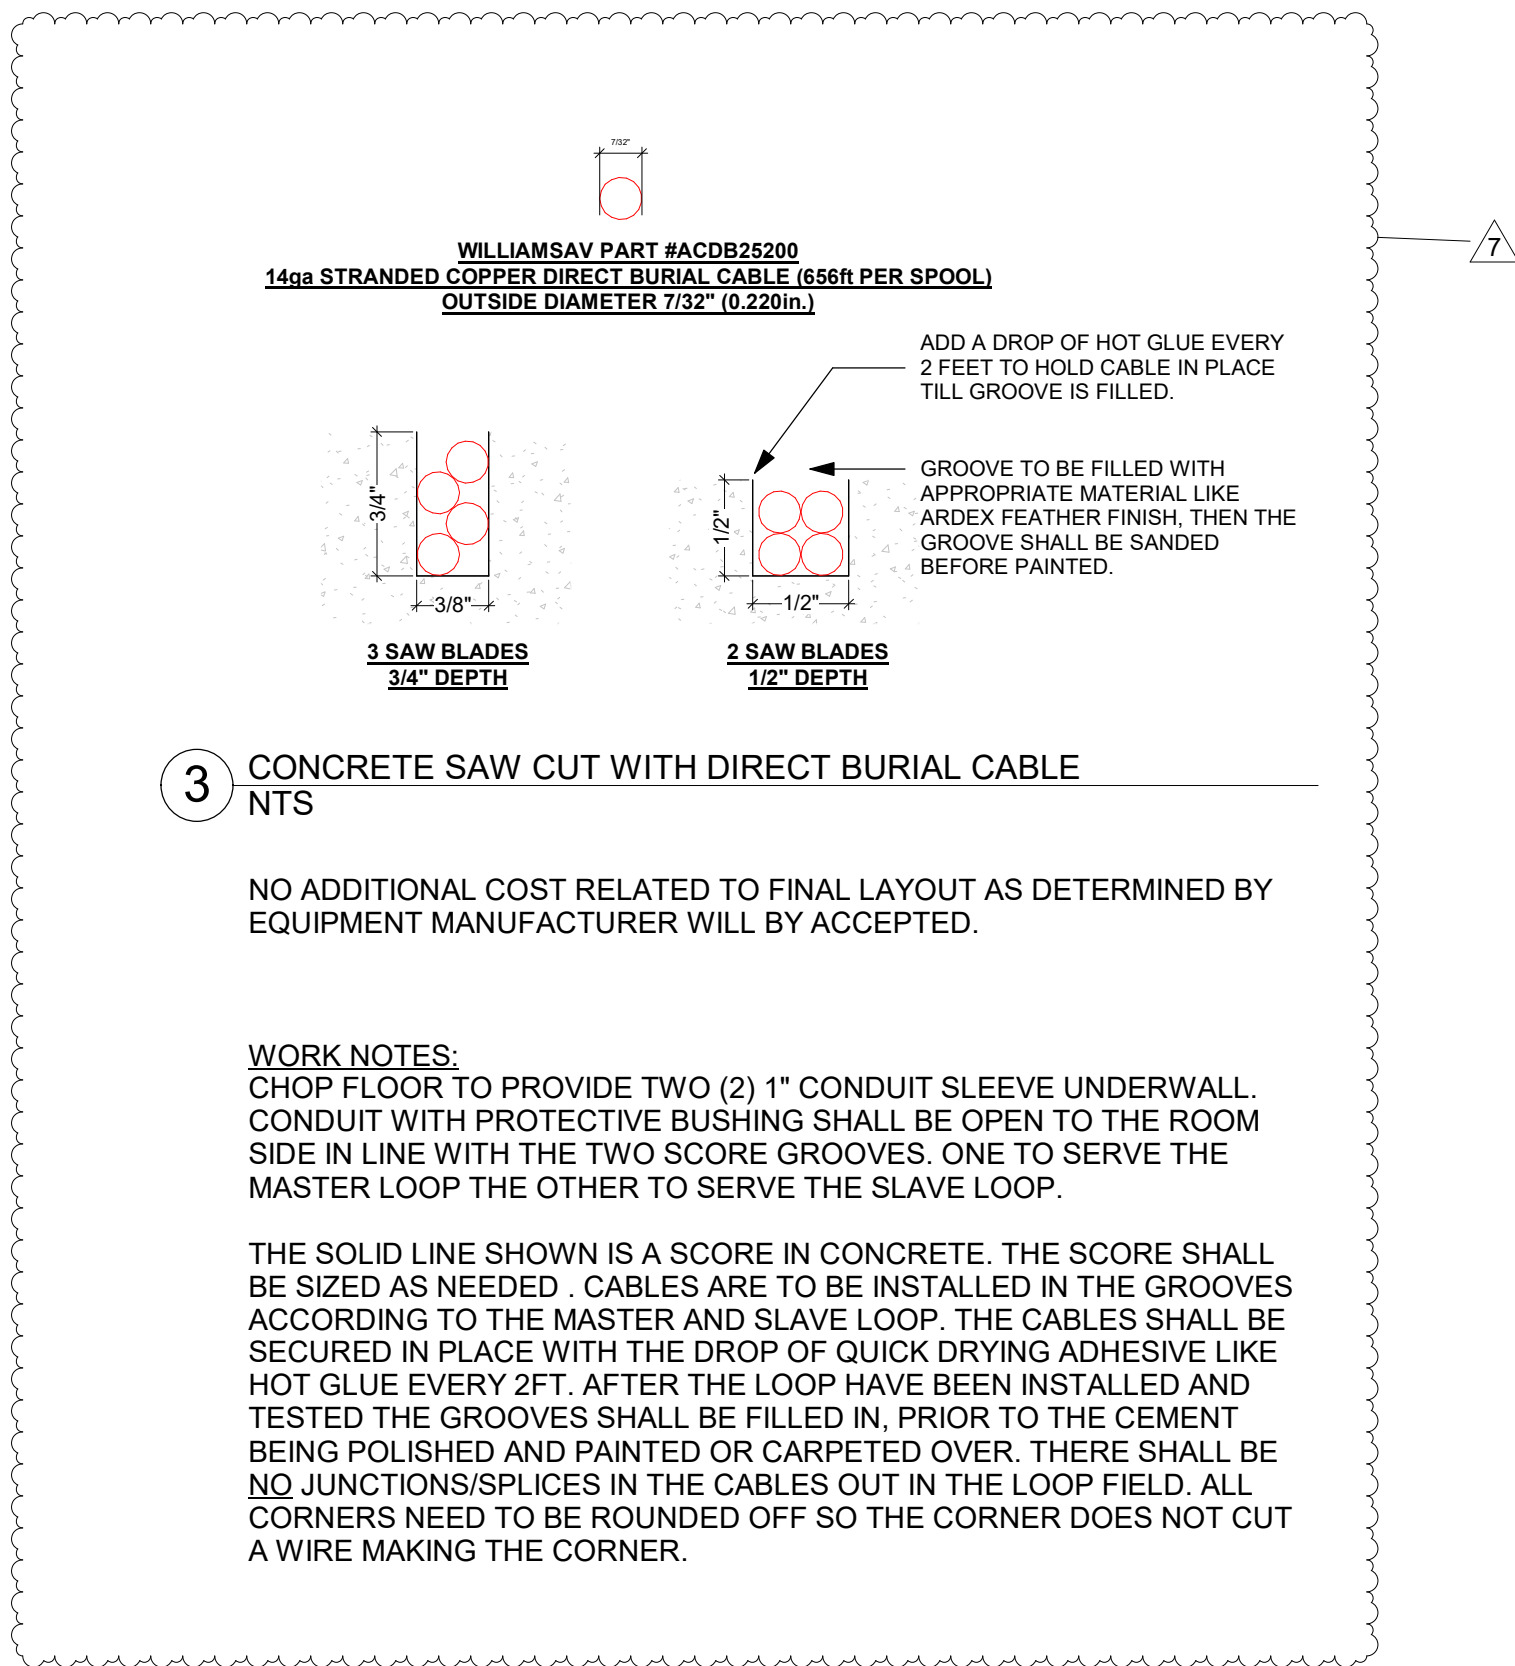 7/32"
WILLIAMSAV PART #ACDB25200
14ga STRANDED COPPER DIRECT BURIAL CABLE (656ft PER SPOOL)
OUTSIDE DIAMETER 7/32" (0.220in.)
7
ADD A DROP OF HOT GLUE EVERY
2 FEET TO HOLD CABLE IN PLACE
TILL GROOVE IS FILLED.
GROOVE TO BE FILLED WITH
APPROPRIATE MATERIAL LIKE
ARDEX FEATHER FINISH, THEN THE
GROOVE SHALL BE SANDED
BEFORE PAINTED.
3/4"
3/8"
3 SAW BLADES
3/4" DEPTH
1/2"
1/2"
2 SAW BLADES
1/2" DEPTH
3
CONCRETE SAW CUT WITH DIRECT BURIAL CABLE
NTS
NO ADDITIONAL COST RELATED TO FINAL LAYOUT AS DETERMINED BY
EQUIPMENT MANUFACTURER WILL BY ACCEPTED.
WORK NOTES:
CHOP FLOOR TO PROVIDE TWO (2) 1" CONDUIT SLEEVE UNDERWALL.
CONDUIT WITH PROTECTIVE BUSHING SHALL BE OPEN TO THE ROOM
SIDE IN LINE WITH THE TWO SCORE GROOVES. ONE TO SERVE THE
MASTER LOOP THE OTHER TO SERVE THE SLAVE LOOP.
THE SOLID LINE SHOWN IS A SCORE IN CONCRETE. THE SCORE SHALL
BE SIZED AS NEEDED . CABLES ARE TO BE INSTALLED IN THE GROOVES
ACCORDING TO THE MASTER AND SLAVE LOOP. THE CABLES SHALL BE
SECURED IN PLACE WITH THE DROP OF QUICK DRYING ADHESIVE LIKE
HOT GLUE EVERY 2FT. AFTER THE LOOP HAVE BEEN INSTALLED AND
TESTED THE GROOVES SHALL BE FILLED IN, PRIOR TO THE CEMENT
BEING POLISHED AND PAINTED OR CARPETED OVER. THERE SHALL BE
NO JUNCTIONS/SPLICES IN THE CABLES OUT IN THE LOOP FIELD. ALL
CORNERS NEED TO BE ROUNDED OFF SO THE CORNER DOES NOT CUT
A WIRE MAKING THE CORNER.